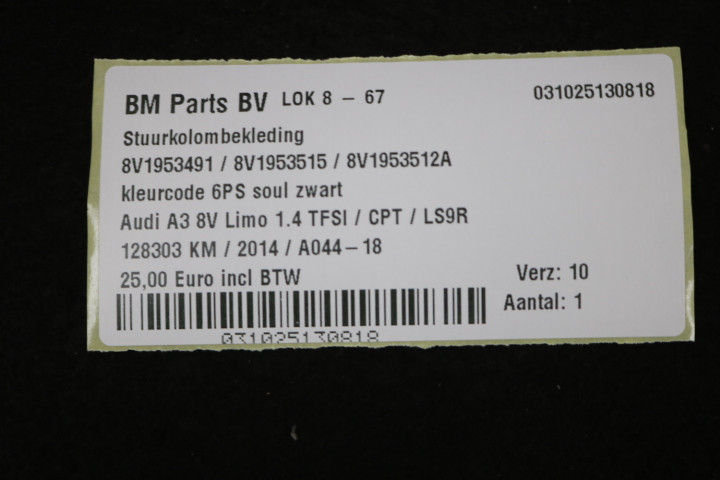 BM Parts BV LOK 8 - 67 031025130818
Stuurkolombekleding
8V1953491 / 8V1953515 / 8V1953512A
kleurcode 6PS soul zwart
Audi A3 8V Limo 1.4 TFSI / CPT / LS9R
128303 KM / 2014 / A044-18
25,00 Euro incl BTW Verz: 10
Aantal: 1
031025130818